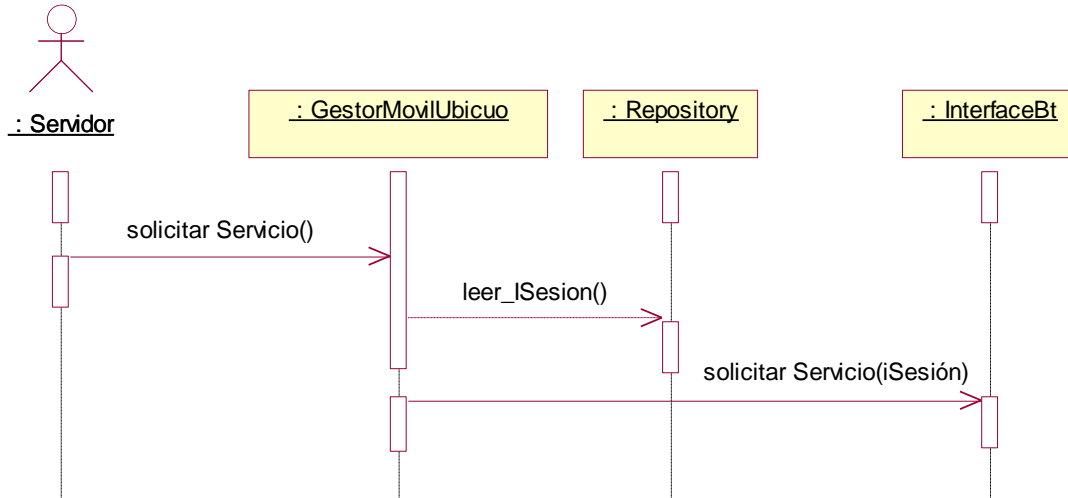 : Servidor
: GestorMovilUbicuo
: Repository
: InterfaceBt
solicitar Servicio()
leer_ISesion()
solicitar Servicio(iSesión)